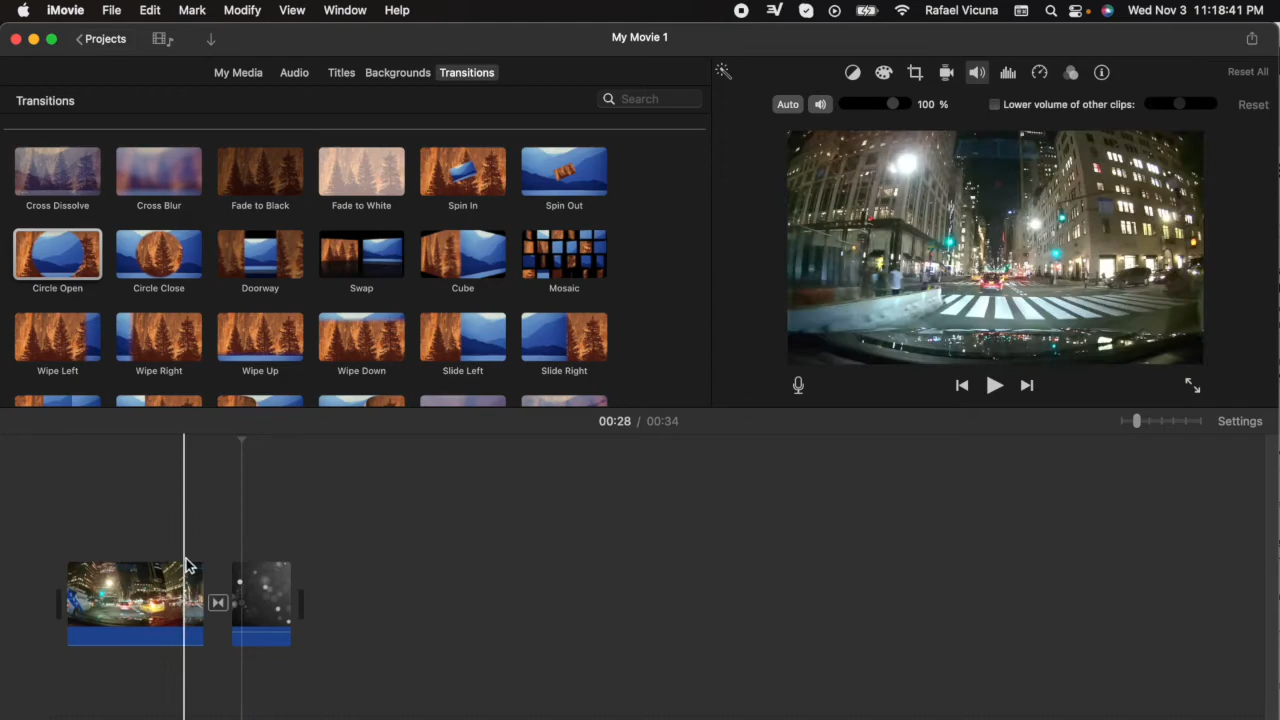 iMovie File Edit Mark Modify View Window Help Rafael Vicuna Wed Nov 3 11:18:41 PM
Projects My Movie 1
My Media Audio Titles Backgrounds Transitions Reset All
Transitions Search Auto 100 % Lower volume of other clips: Reset
Cross Dissolve Cross Blur Fade to Black Fade to White Spin In Spin Out
Circle Open Circle Close Doorway Swap Cube Mosaic
Wipe Left Wipe Right Wipe Up Wipe Down Slide Left Slide Right
00:28 / 00:34 Settings